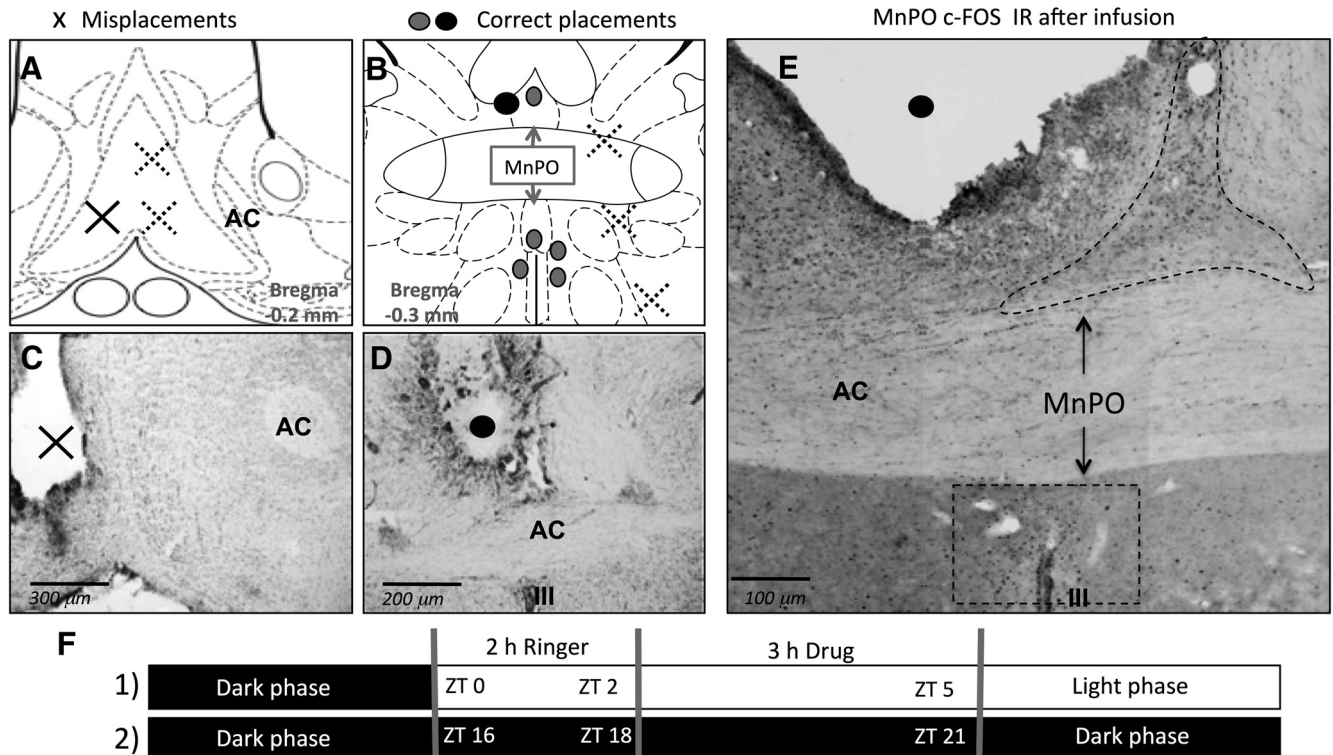 X Misplacements
Correct placements
MnPO c-FOS IR after infusion
A
AC
Bregma
-0.2 mm
B
MnPO
Bregma
-0.3 mm
C
AC
300 μm
D
AC
III
200 μm
E
AC
MnPO
III
100 μm
F
2 h Ringer
3 h Drug
1) Dark phase ZT 0 ZT 2 ZT 5 Light phase
2) Dark phase ZT 16 ZT 18 ZT 21 Dark phase